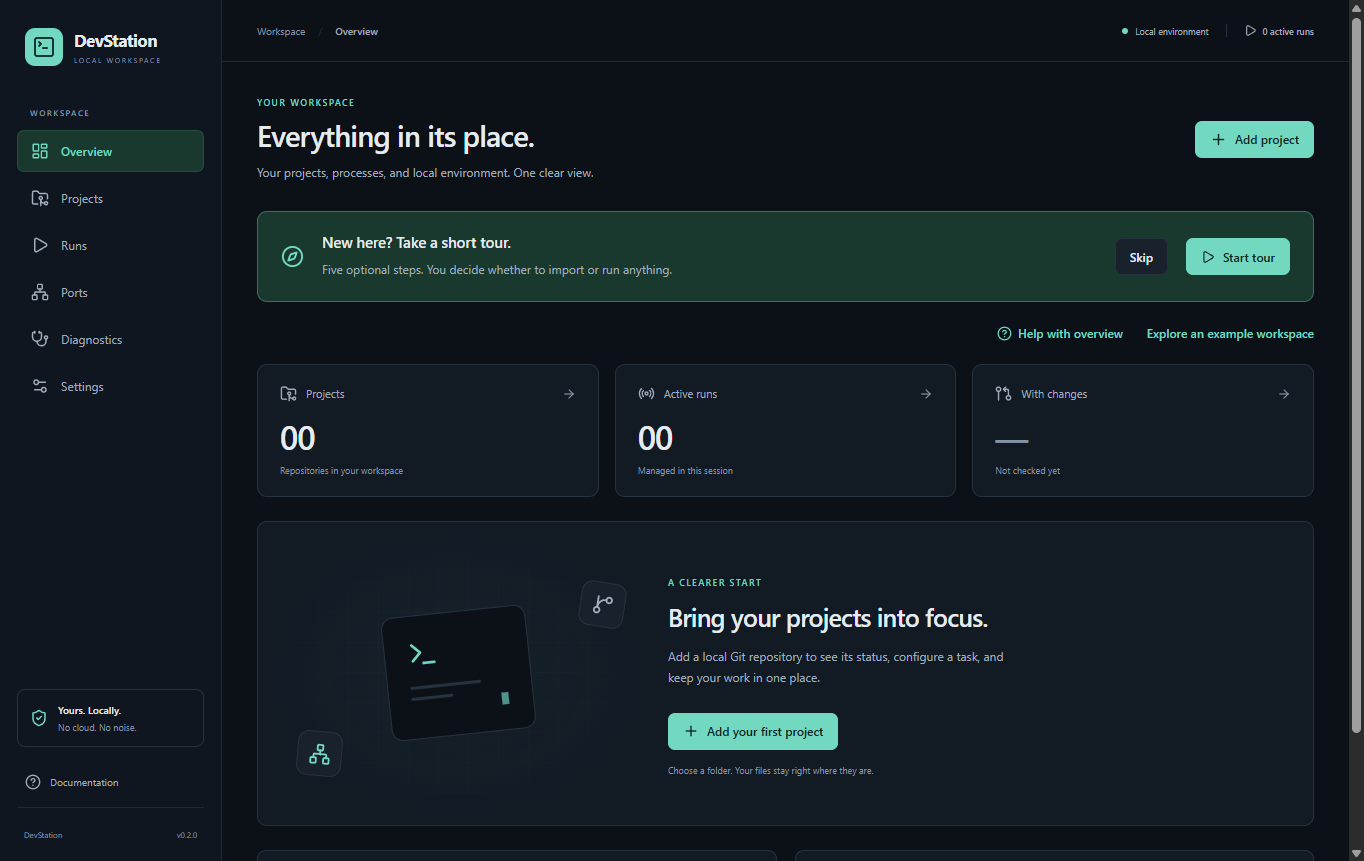 DevStation
LOCAL WORKSPACE
WORKSPACE
Overview
Projects
Runs
Ports
Diagnostics
Settings
Yours. Locally.
No cloud. No noise.
Documentation
DevStation v0.2.0
Workspace / Overview
Local environment
0 active runs
YOUR WORKSPACE
Everything in its place.
Your projects, processes, and local environment. One clear view.
Add project
New here? Take a short tour.
Five optional steps. You decide whether to import or run anything.
Skip
Start tour
Help with overview
Explore an example workspace
Projects
00
Repositories in your workspace
Active runs
00
Managed in this session
With changes
—
Not checked yet
A CLEARER START
Bring your projects into focus.
Add a local Git repository to see its status, configure a task, and
keep your work in one place.
Add your first project
Choose a folder. Your files stay right where they are.